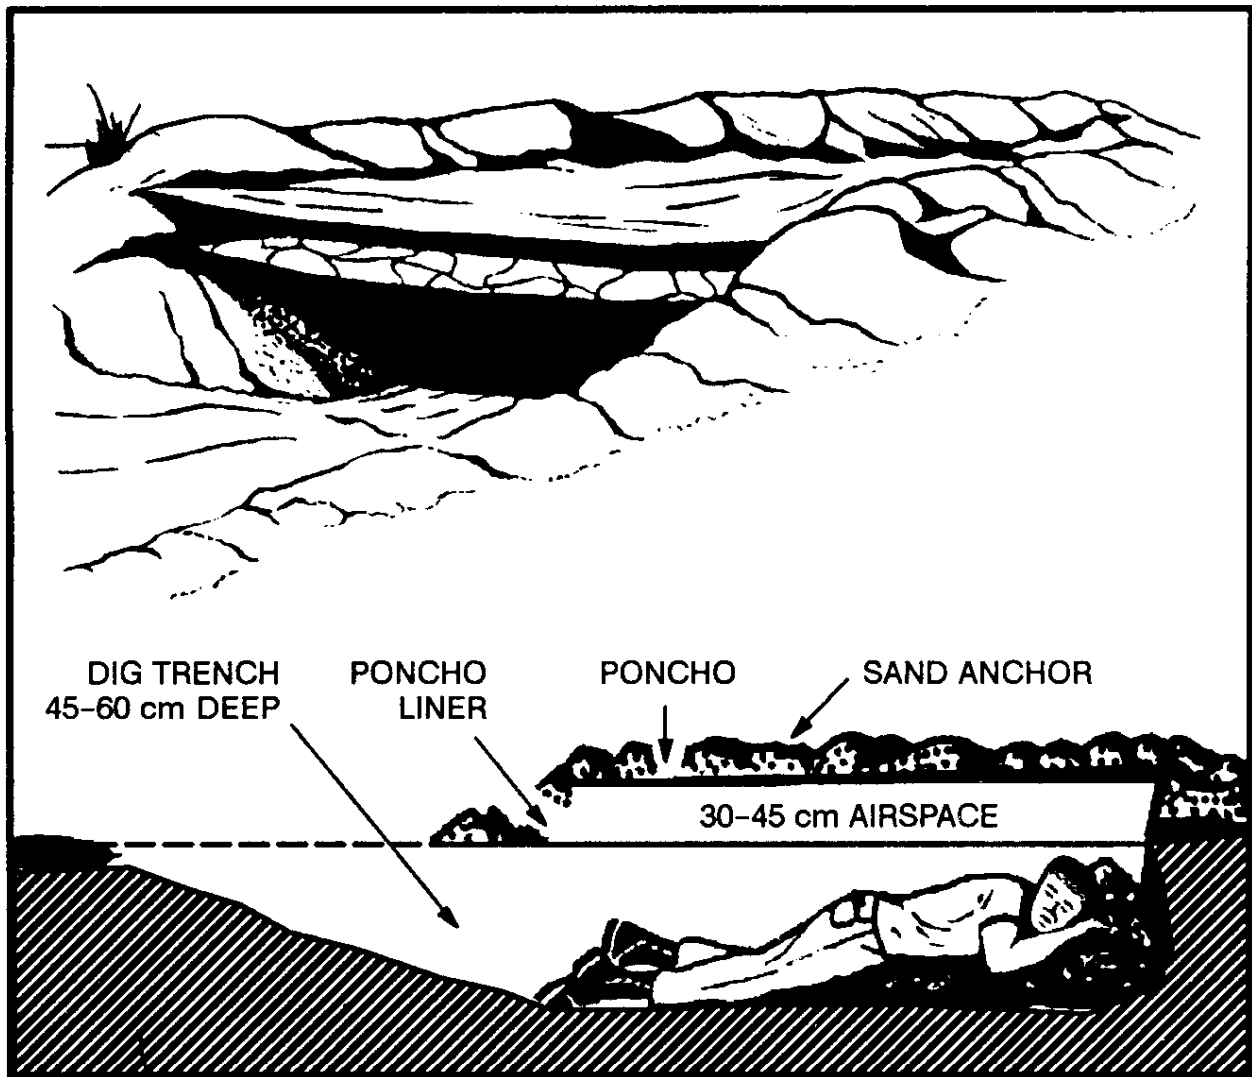 DIG TRENCH
45-60 cm DEEP
PONCHO
LINER
PONCHO
SAND ANCHOR
30-45 cm AIRSPACE